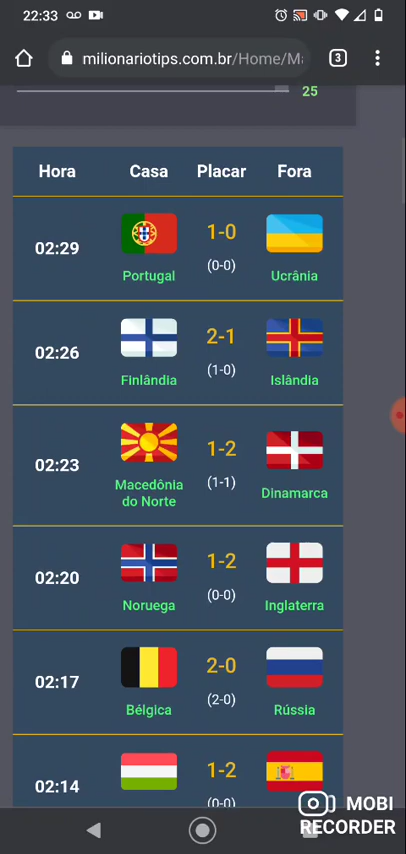 22:33
milionariotips.com.br/Home/Ma
3
25
Hora Casa Placar Fora
02:29 1-0
(0-0)
Portugal Ucrânia
02:26 2-1
(1-0)
Finlândia Islândia
02:23 1-2
(1-1)
Macedônia
do Norte Dinamarca
02:20 1-2
(0-0)
Noruega Inglaterra
02:17 2-0
(2-0)
Bélgica Rússia
02:14 1-2
(0-0)
MOBI
RECORDER